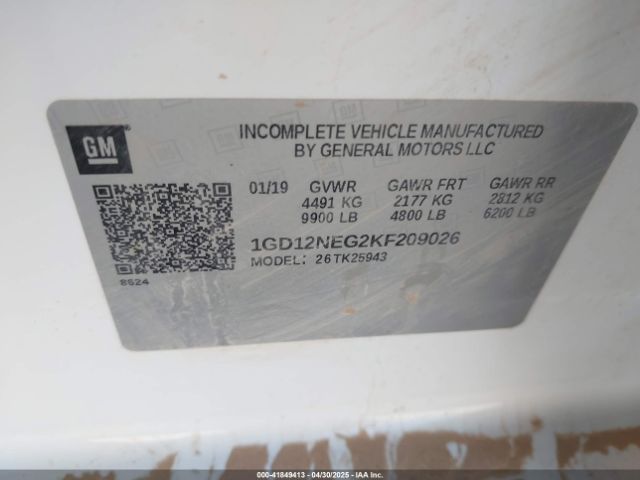 GM
INCOMPLETE VEHICLE MANUFACTURED
BY GENERAL MOTORS LLC
01/19 GVWR GAWR FRT GAWR RR
4491 KG 2177 KG 2812 KG
9900 LB 4800 LB 6200 LB
1GD12NEG2KF209026
MODEL: 26TK25943
8624
000-41849413 - 04/30/2025 - IAA Inc.